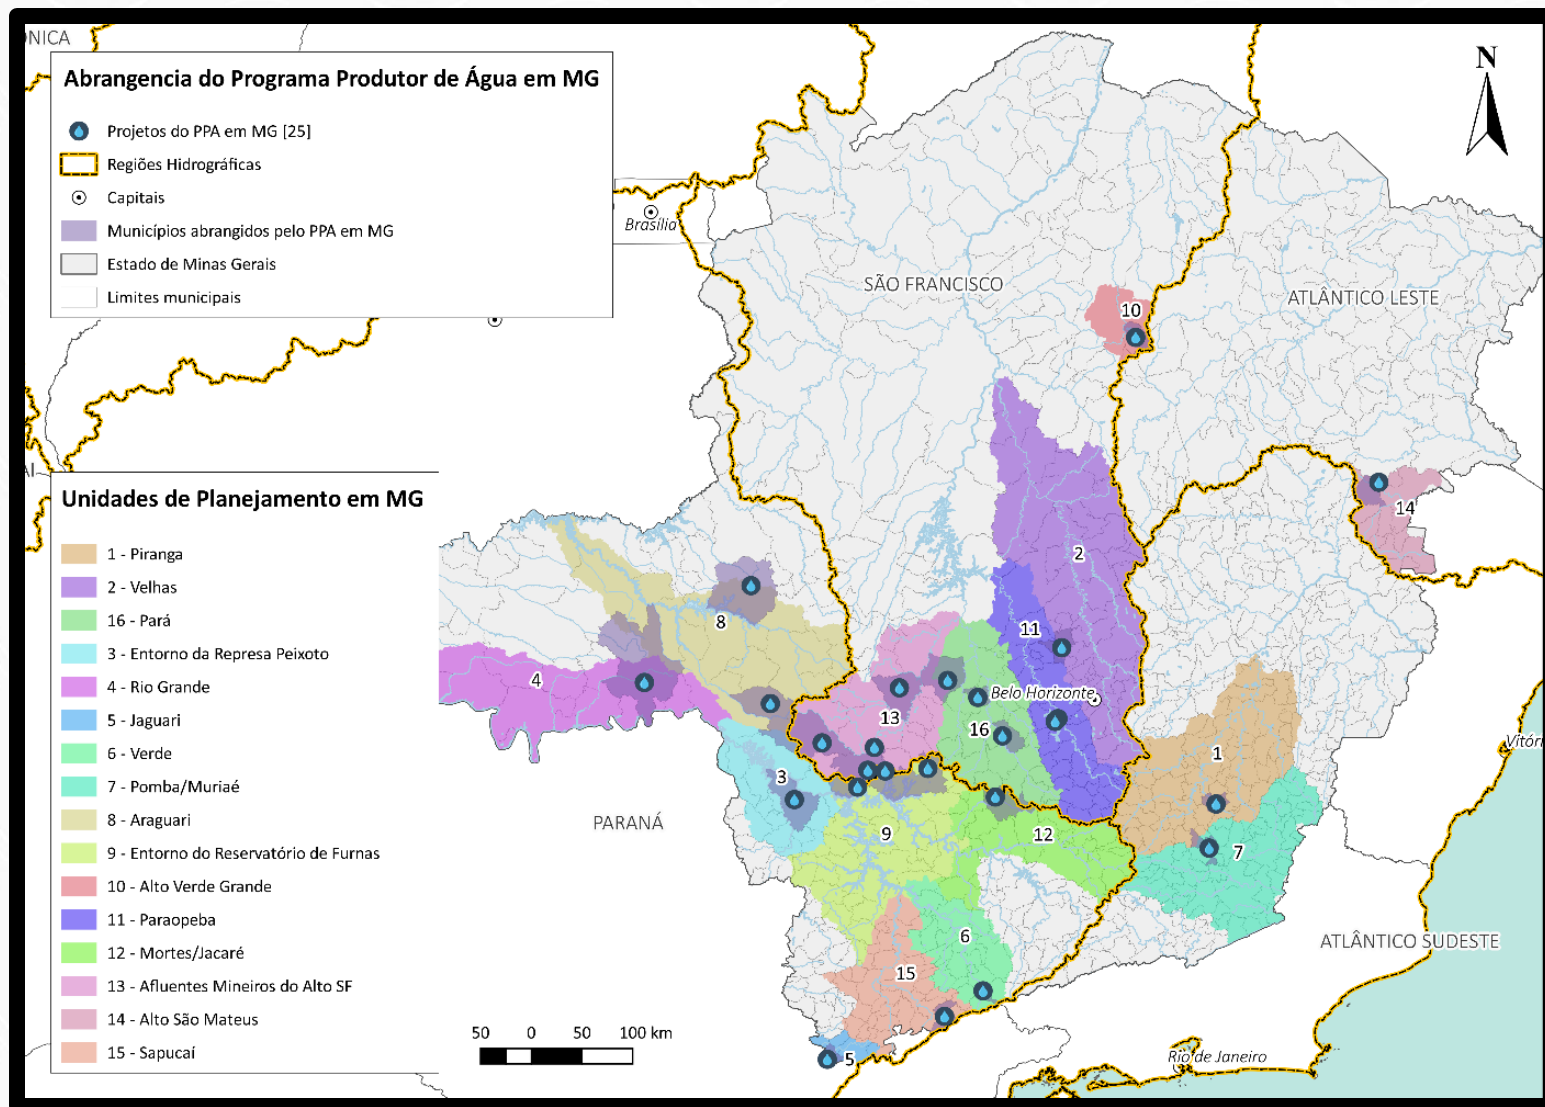 ÔNICA
Abrangencia do Programa Produtor de Água em MG
Projetos do PPA em MG [25]
Regiões Hidrográficas
Capitais
Municípios abrangidos pelo PPA em MG
Estado de Minas Gerais
Limites municipais
N
Brasília
SÃO FRANCISCO
ATLÂNTICO LESTE
10
AI
14
Unidades de Planejamento em MG
1 - Piranga
2 - Velhas
16 - Pará
3 - Entorno da Represa Peixoto
4 - Rio Grande
5 - Jaguari
6 - Verde
7 - Pomba/Muriaé
8 - Araguari
9 - Entorno do Reservatório de Furnas
10 - Alto Verde Grande
11 - Paraopeba
12 - Mortes/Jacaré
13 - Afluentes Mineiros do Alto SF
14 - Alto São Mateus
15 - Sapucaí
2
8
11
4
Belo Horizonte
13
16
1
Vitóri
3
PARANÁ
9
12
7
6
ATLÂNTICO SUDESTE
15
50 0 50 100 km
5
Rio de Janeiro